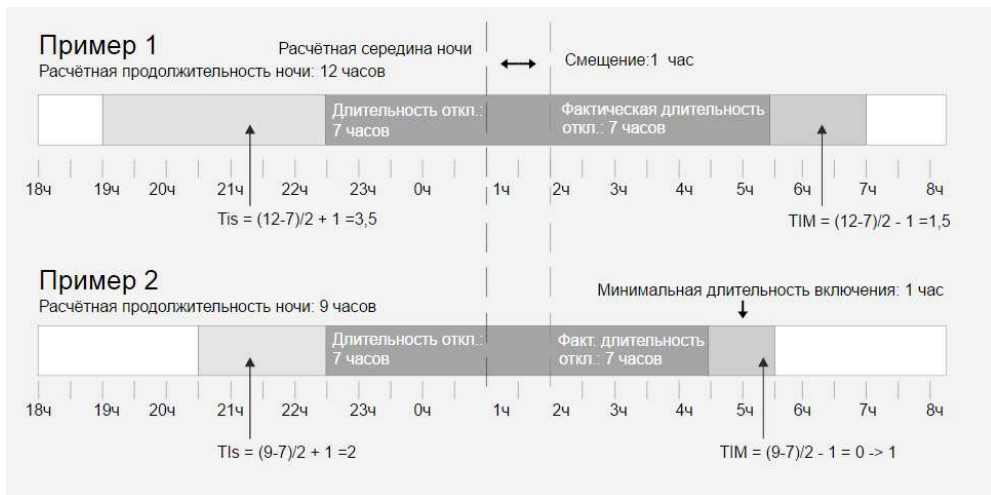 Пример 1
Расчётная середина ночи
Расчётная продолжительность ночи: 12 часов
Смещение:1 час
Длительность откл.:
7 часов
Фактическая длительность
откл.: 7 часов
18ч 19ч 20ч 21ч 22ч 23ч 0ч 1ч 2ч 3ч 4ч 5ч 6ч 7ч 8ч
Tis = (12-7)/2 + 1 =3,5
TIM = (12-7)/2 - 1 =1,5
Пример 2
Расчётная продолжительность ночи: 9 часов
Минимальная длительность включения: 1 час
Длительность откл.:
7 часов
Факт. длительность
откл.: 7 часов
18ч 19ч 20ч 21ч 22ч 23ч 0ч 1ч 2ч 3ч 4ч 5ч 6ч 7ч 8ч
TIs = (9-7)/2 + 1 =2
TIM = (9-7)/2 - 1 = 0 -> 1